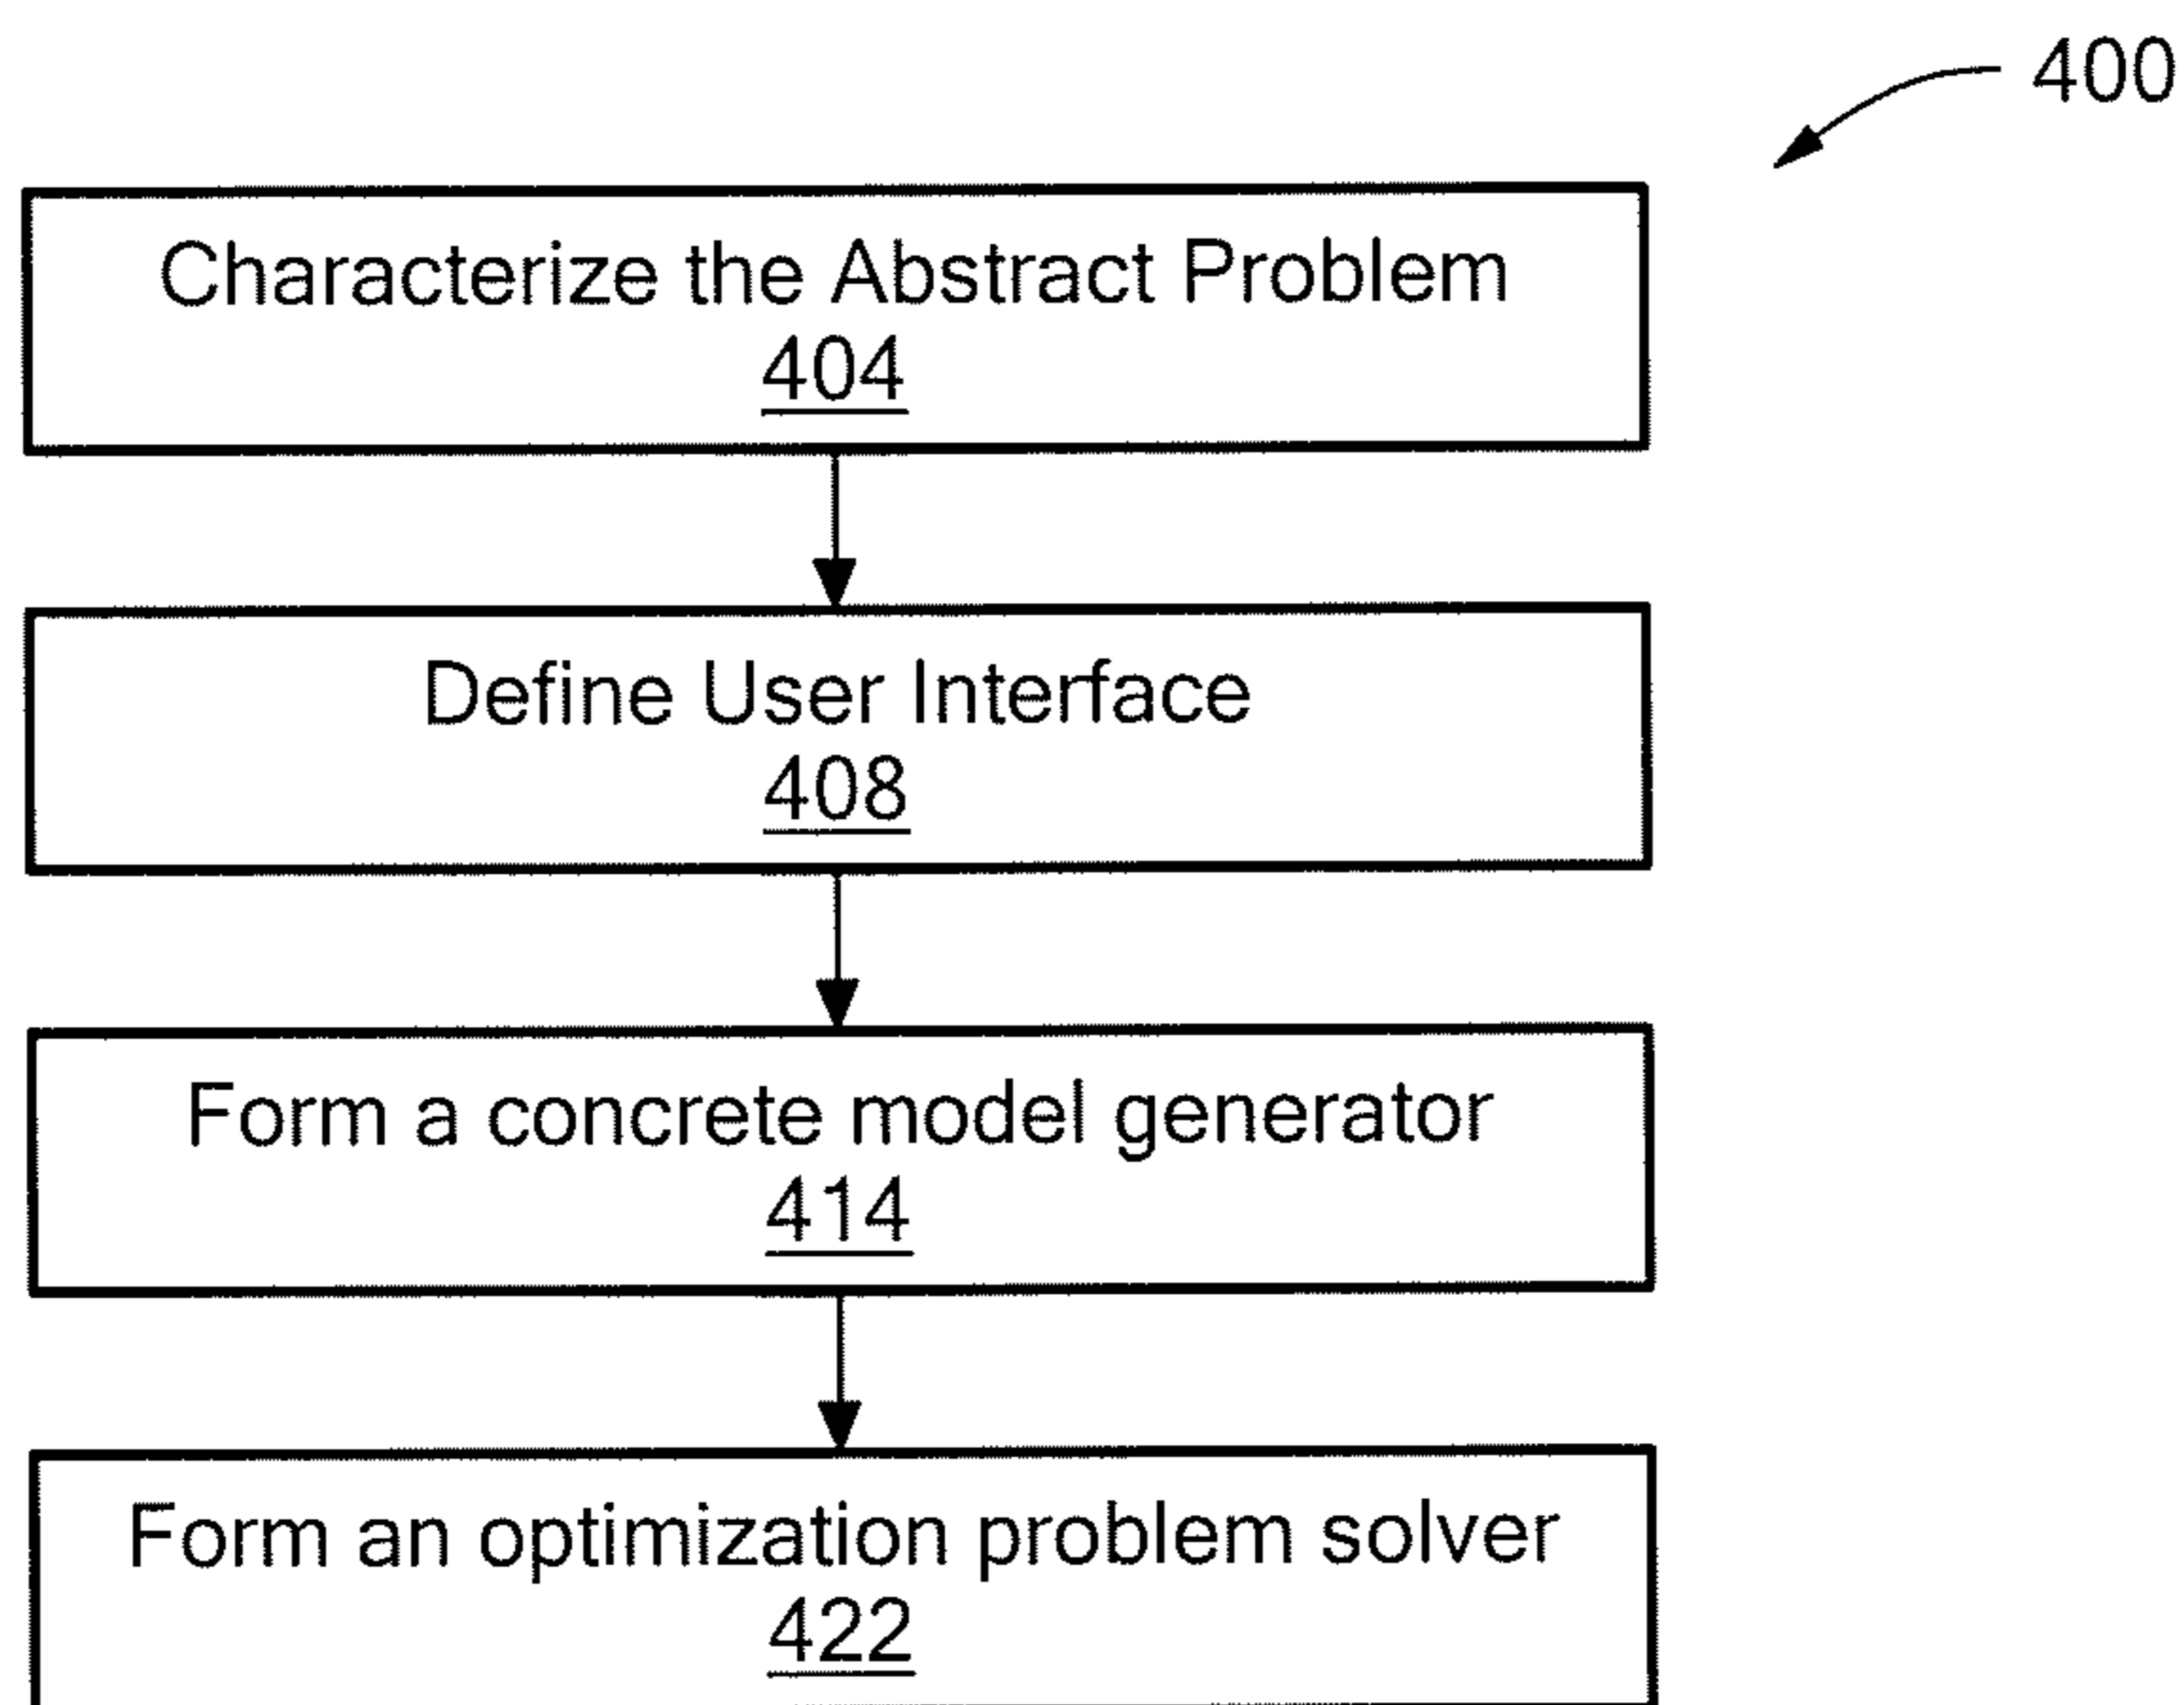 400
Characterize the Abstract Problem
404
Define User Interface
408
Form a concrete model generator
414
Form an optimization problem solver
422